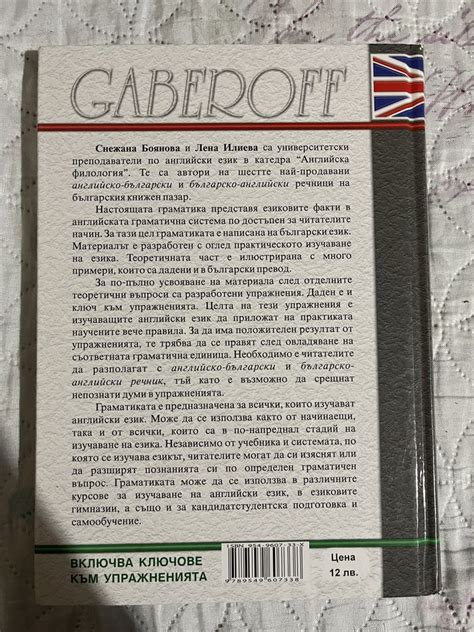 GABEROFF
Снежана Боянова и Лена Илиева са университетски
преподаватели по английски език в катедра "Английска
филология". Те са автори на шестте най-продавани
английско-български и българско-английски речници на
българския книжен пазар.
Настоящата граматика представя езиковите факти в
английската граматична система по достъпен за читателите
начин. За тази цел граматиката е написана на български език.
Материалът е разработен с оглед практическото изучаване на
езика. Теоретичната част е илюстрирана с много
примери, които са дадени и в български превод.
За по-пълно усвояване на материала след отделните
теоретични въпроси са разработени упражнения. Даден е и
ключ към упражненията. Целта на тези упражнения е
изучаващите английски език да приложат на практиката
научените вече правила. За да има положителен резултат от
упражненията, те трябва да се правят след овладяване на
съответната граматична единица. Необходимо е читателите
да разполагат с английско-български и българско-
английски речник, тъй като е възможно да срещнат
непознати думи в упражненията.
Граматиката е предназначена за всички, които изучават
английски език. Може да се използва както от начинаещи,
така и от всички, които са в по-напреднал стадий на
изучаване на езика. Независимо от учебника и системата, по
която се изучава езикът, читателите могат да си изяснят или
да разширят познанията си по определен граматичен
въпрос. Граматиката може да се използва в различните
курсове за изучаване на английски език, в езиковите
гимназии, а също и за кандидатстудентска подготовка и
самообучение.
ISBN 954-9607-33-X
9789549607338
ВКЛЮЧВА КЛЮЧОВЕ
КЪМ УПРАЖНЕНИЯТА
Цена
12 лв.